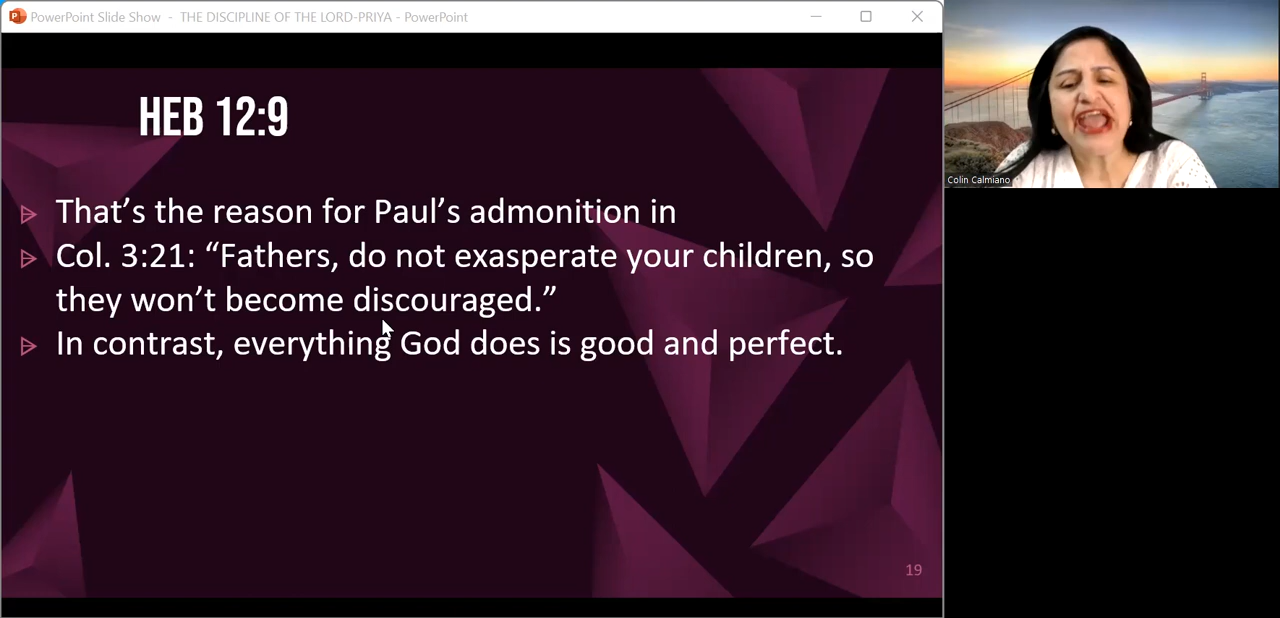 PowerPoint Slide Show - THE DISCIPLINE OF THE LORD-PRIYA - PowerPoint
HEB 12:9
That’s the reason for Paul’s admonition in
Col. 3:21: “Fathers, do not exasperate your children, so
they won’t become discouraged.”
In contrast, everything God does is good and perfect.
19
Colin Calmiano